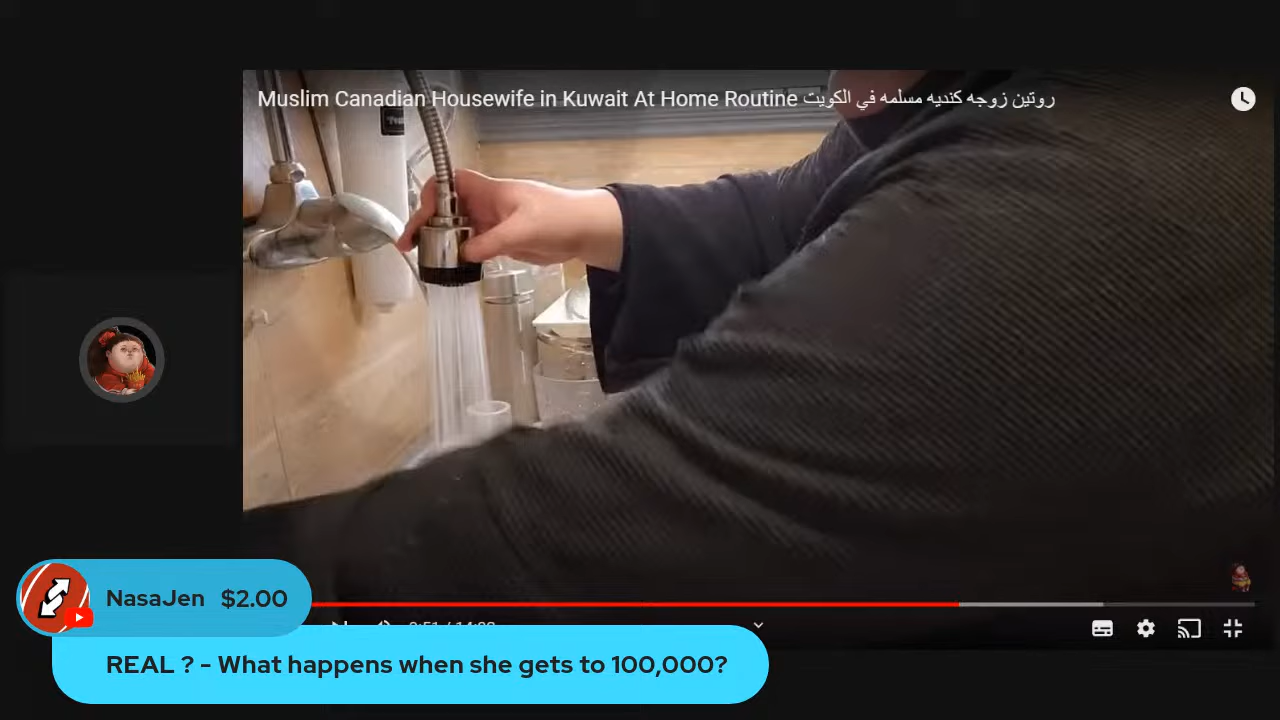 Muslim Canadian Housewife in Kuwait At Home Routine روتين زوجه كنديه مسلمه في الكويت
NasaJen $2.00
REAL ? - What happens when she gets to 100,000?